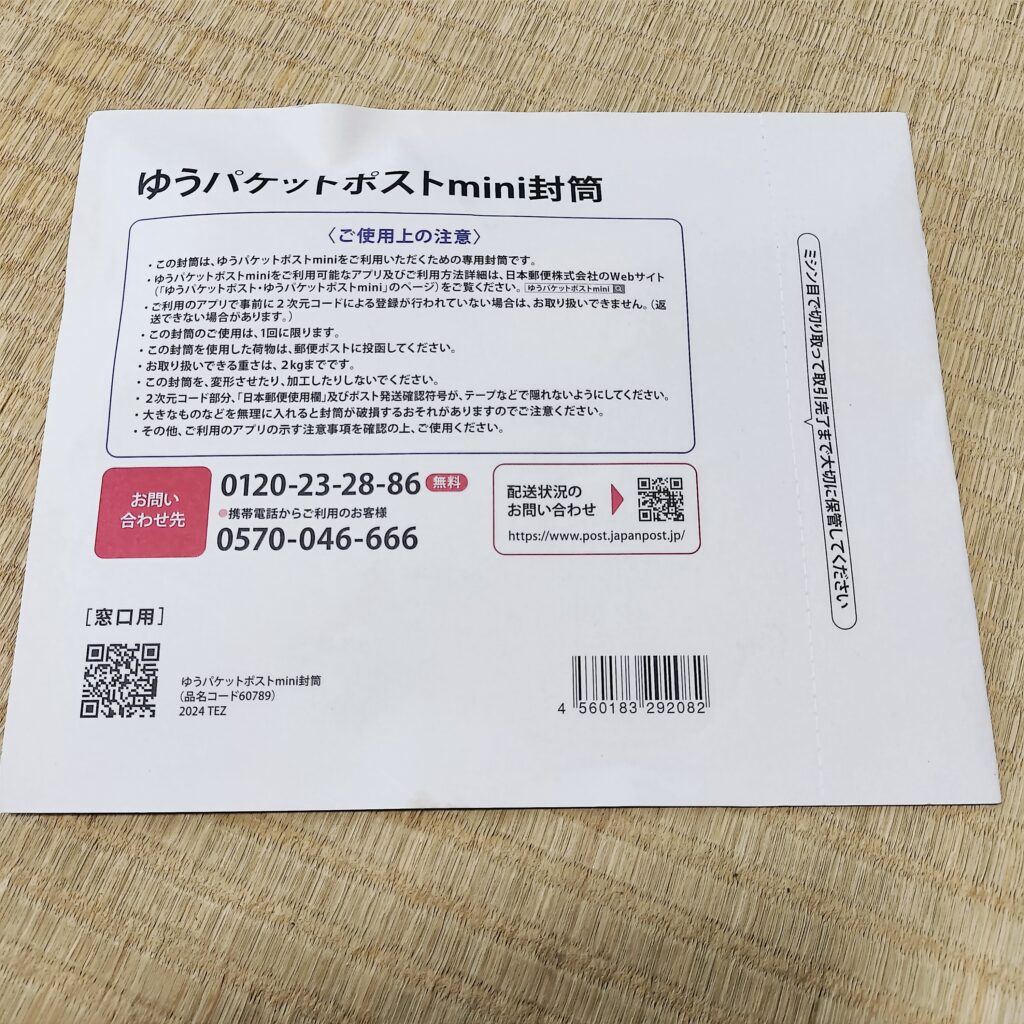 ゆうパケットポストmini封筒
〈ご使用上の注意〉
・この封筒は、ゆうパケットポストminiをご利用いただくための専用封筒です。
・ゆうパケットポストminiをご利用可能なアプリ及びご利用方法詳細は、日本郵便株式会社のWebサイト
(「ゆうパケットポスト・ゆうパケットポストmini」のページ)をご覧ください。 ゆうパケットポストmini
・ご利用のアプリで事前に2次元コードによる登録が行われていない場合は、お取り扱いできません。(返
送できない場合があります。)
・この封筒のご使用は、1回に限ります。
・この封筒を使用した荷物は、郵便ポストに投函してください。
・お取り扱いできる重さは、2kgまでです。
・この封筒を、変形させたり、加工したりしないでください。
・2次元コード部分、「日本郵便使用欄」及びポスト発送確認符号が、テープなどで隠れないようにしてください。
・大きなものなどを無理に入れると封筒が破損するおそれがありますのでご注意ください。
・その他、ご利用のアプリの示す注意事項を確認の上、ご使用ください。
お問い
合わせ先
0120-23-28-86 無料
●携帯電話からご利用のお客様
0570-046-666
配送状況の
お問い合わせ
https://www.post.japanpost.jp/
[窓口用]
ゆうパケットポストmini封筒
(品名コード60789)
2024 TEZ
4 560183 292082
ミシン目で切り取って取引完了まで大切に保管してください